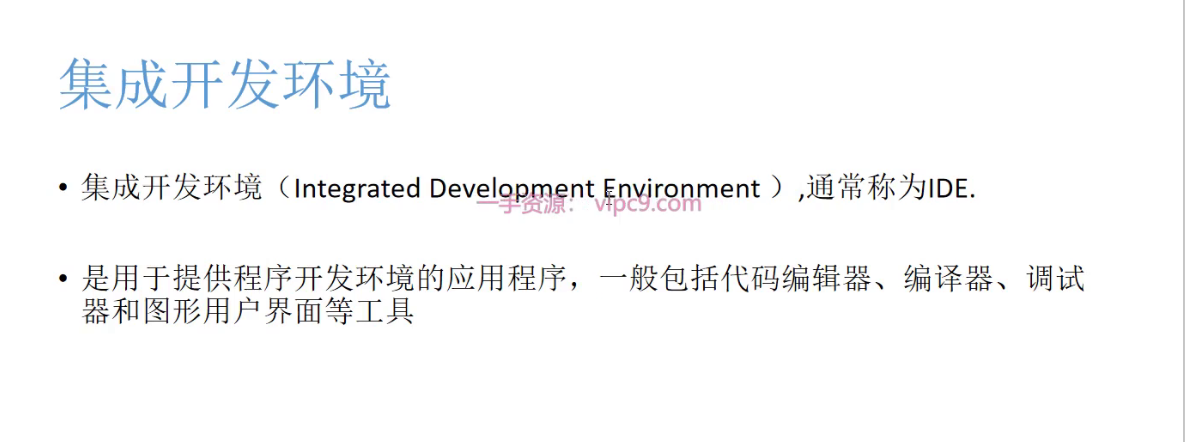 集成开发环境
• 集成开发环境（Integrated Development Environment ）,通常称为IDE.
一手资源： vipc9.com
• 是用于提供程序开发环境的应用程序， 一般包括代码编辑器、编译器、调试
器和图形用户界面等工具